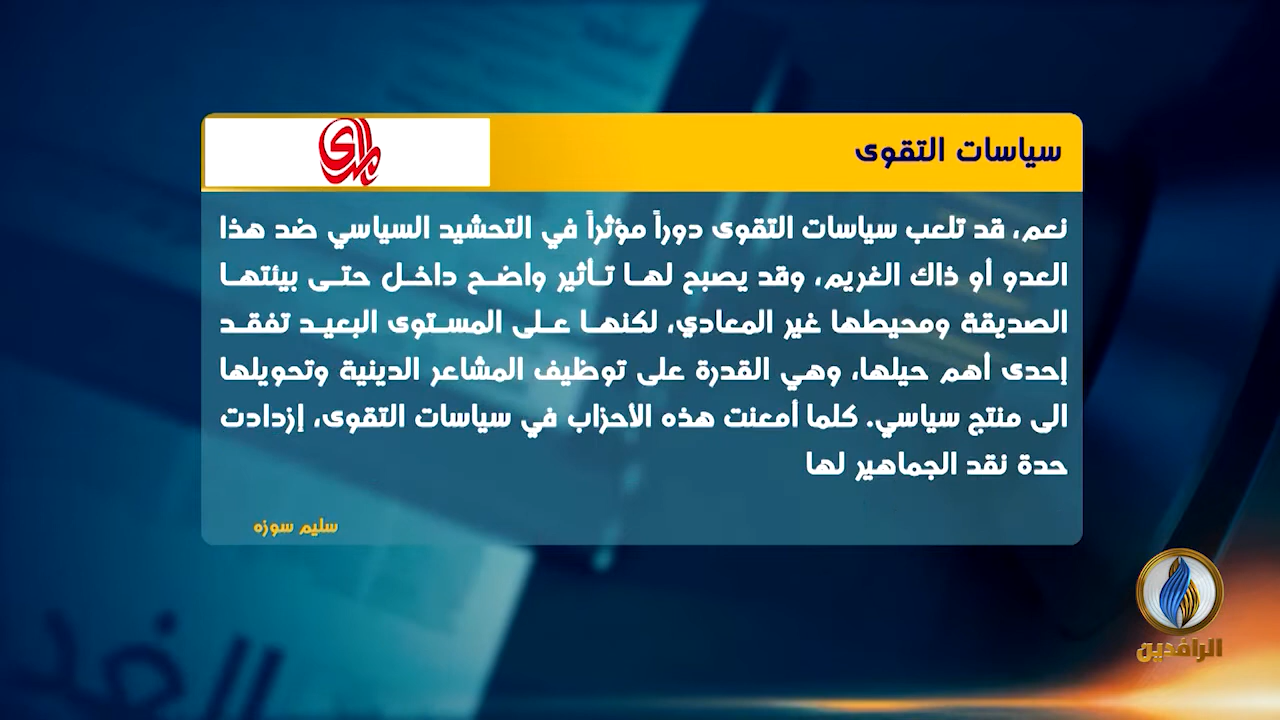 سياسات التقوى
المدى
نعم، قد تلعب سياسات التقوى دوراً مؤثراً في التحشيد السياسي ضد هذا
العدو أو ذاك الغريم، وقد يصبح لها تأثير واضح داخل حتى بيئتها
الصديقة ومحيطها غير المعادي، لكنها على المستوى البعيد تفقد
إحدى أهم حيلها، وهي القدرة على توظيف المشاعر الدينية وتحويلها
الى منتج سياسي. كلما أمعنت هذه الأحزاب في سياسات التقوى، إزدادت
حدة نقد الجماهير لها
سليم سوزه
الرافدين
الغد